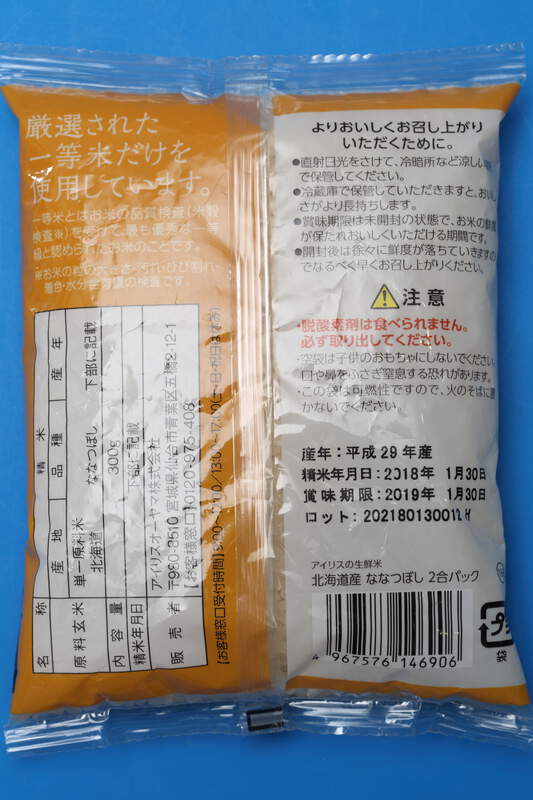 厳選された
一等米だけを
使用しています。
一等米とはお米の品質検査(米粒
検査※)を経て、最も優秀な一等
級と認められたお米のことです。
※お米の粒の大きさ・汚れ・ひび割れ・
着色・水分含有量の検査です。
名 称 精 米
原料玄米 産 地 品 種 産 年
単一原料米
北海道 ななつぼし 下部に記載
内容量 300g
精米年月日 下部に記載
販 売 者 アイリスオーヤマ株式会社
〒980-8510 宮城県仙台市青葉区五橋2-12-1
【お客様窓口】0120-975-408
【お客様窓口受付時間】
よりおいしくお召し上がり
いただくために。
●直射日光をさけて、冷暗所など涼しい
で保管してください。
●冷蔵庫で保管していただきますと、おいし
さがより長持ちします。
●賞味期限は未開封の状態で、お米の鮮度
が保たれおいしくいただける期間です。
●開封後は徐々に鮮度が落ちていきますの
でなるべく早くお召し上がりください。
注意
・脱酸素剤は食べられません。
必ず取り出してください。
・空袋は子供のおもちゃにしないでください。
口や鼻をふさぎ窒息する恐れがあります。
・この袋は可燃性ですので、火のそばに置
かないでください。
産年:平成29年産
精米年月日:2018年 1月30日
賞味期限:2019年 1月30日
ロット:202180130012H
アイリスの生鮮米
北海道産 ななつぼし 2合パック
4 967576 146906
プラ